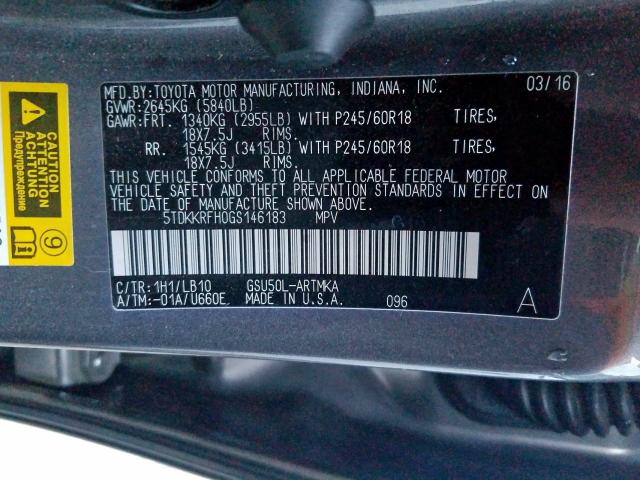 MFD.BY:TOYOTA MOTOR MANUFACTURING, INDIANA, INC. 03/16
GVWR:2645KG (5840LB)
GAWR:FRT. 1340KG (2955LB) WITH P245/60R18 TIRES,
18X7.5J RIMS.
RR. 1545KG (3415LB) WITH P245/60R18 TIRES,
18X7.5J RIMS.
THIS VEHICLE CONFORMS TO ALL APPLICABLE FEDERAL MOTOR
VEHICLE SAFETY AND THEFT PREVENTION STANDARDS IN EFFECT ON
THE DATE OF MANUFACTURE SHOWN ABOVE.
5TDKKRFH0GS146183 MPV
C/TR:1H1/LB10 GSU50L-ARTMKA
A/TM:-01A/U660E MADE IN U.S.A. 096 A
CAUTION
ATTENTION
ACHTUNG
Предупреждение
9